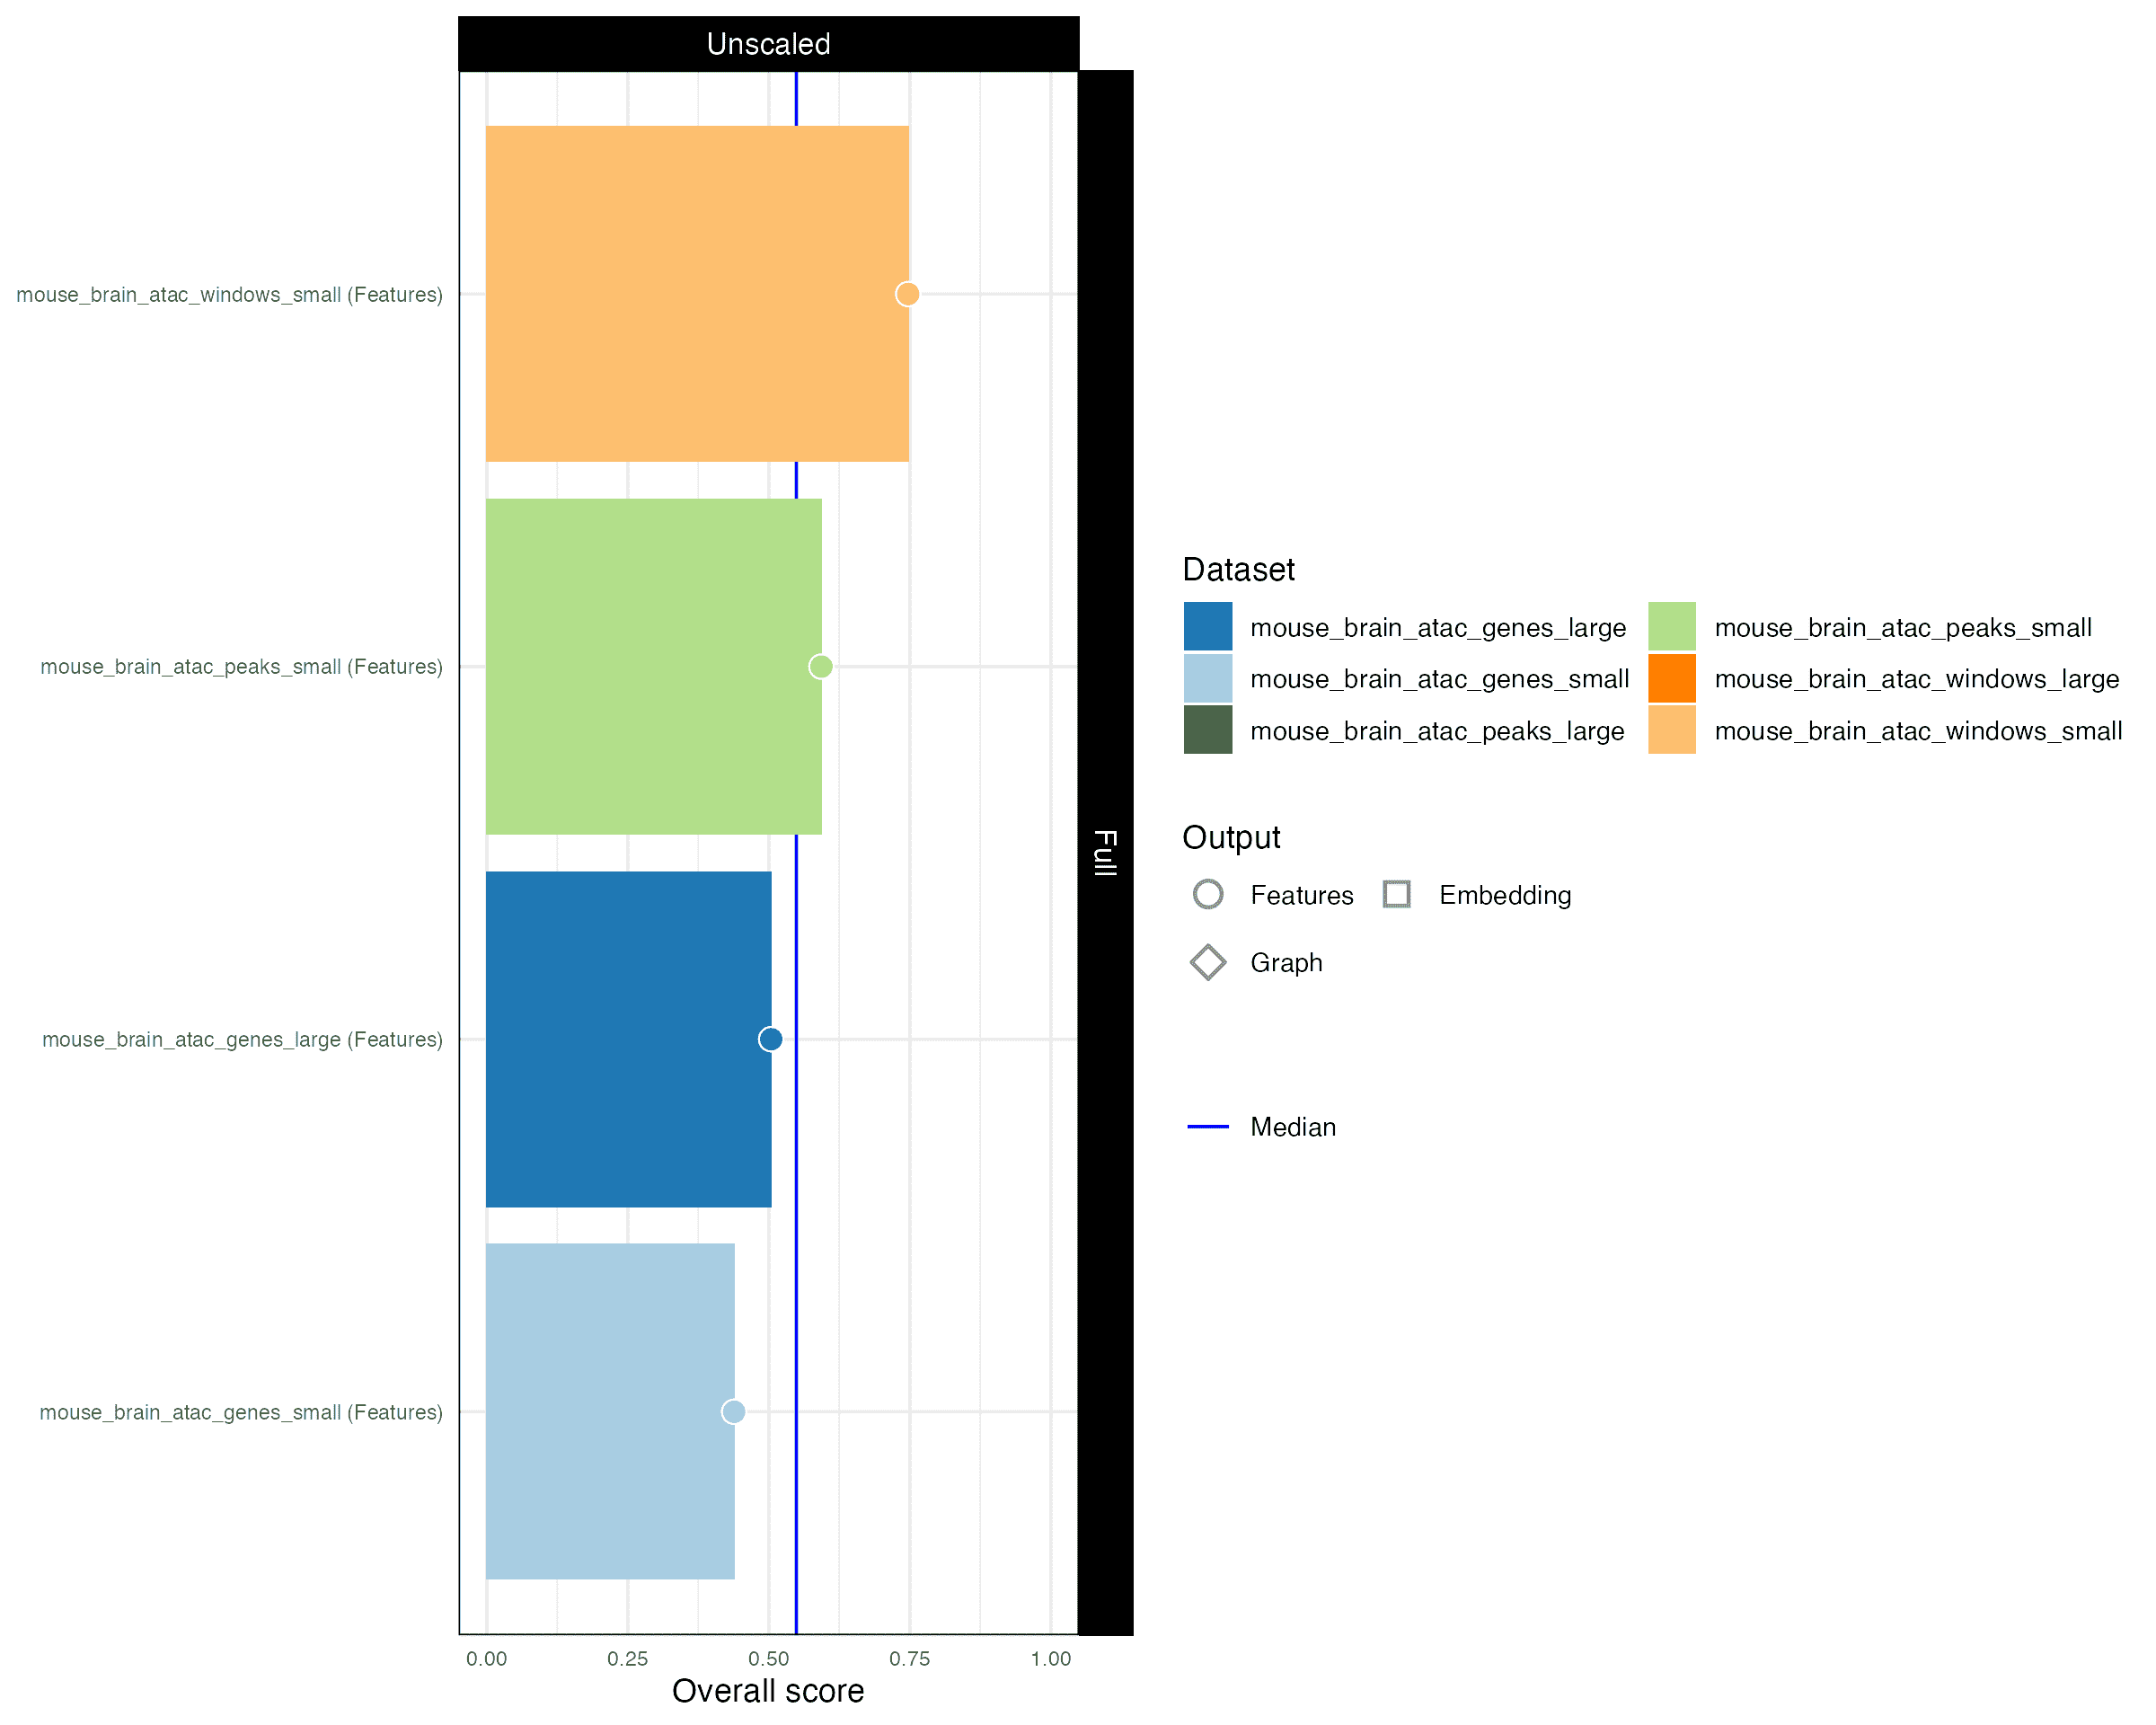 Unscaled
mouse_brain_atac_windows_small (Features)
mouse_brain_atac_peaks_small (Features)
mouse_brain_atac_genes_large (Features)
mouse_brain_atac_genes_small (Features)
Full
0.00 0.25 0.50 0.75 1.00
Overall score
Dataset
mouse_brain_atac_genes_large mouse_brain_atac_peaks_small
mouse_brain_atac_genes_small mouse_brain_atac_windows_large
mouse_brain_atac_peaks_large mouse_brain_atac_windows_small
Output
Features Embedding
Graph
Median